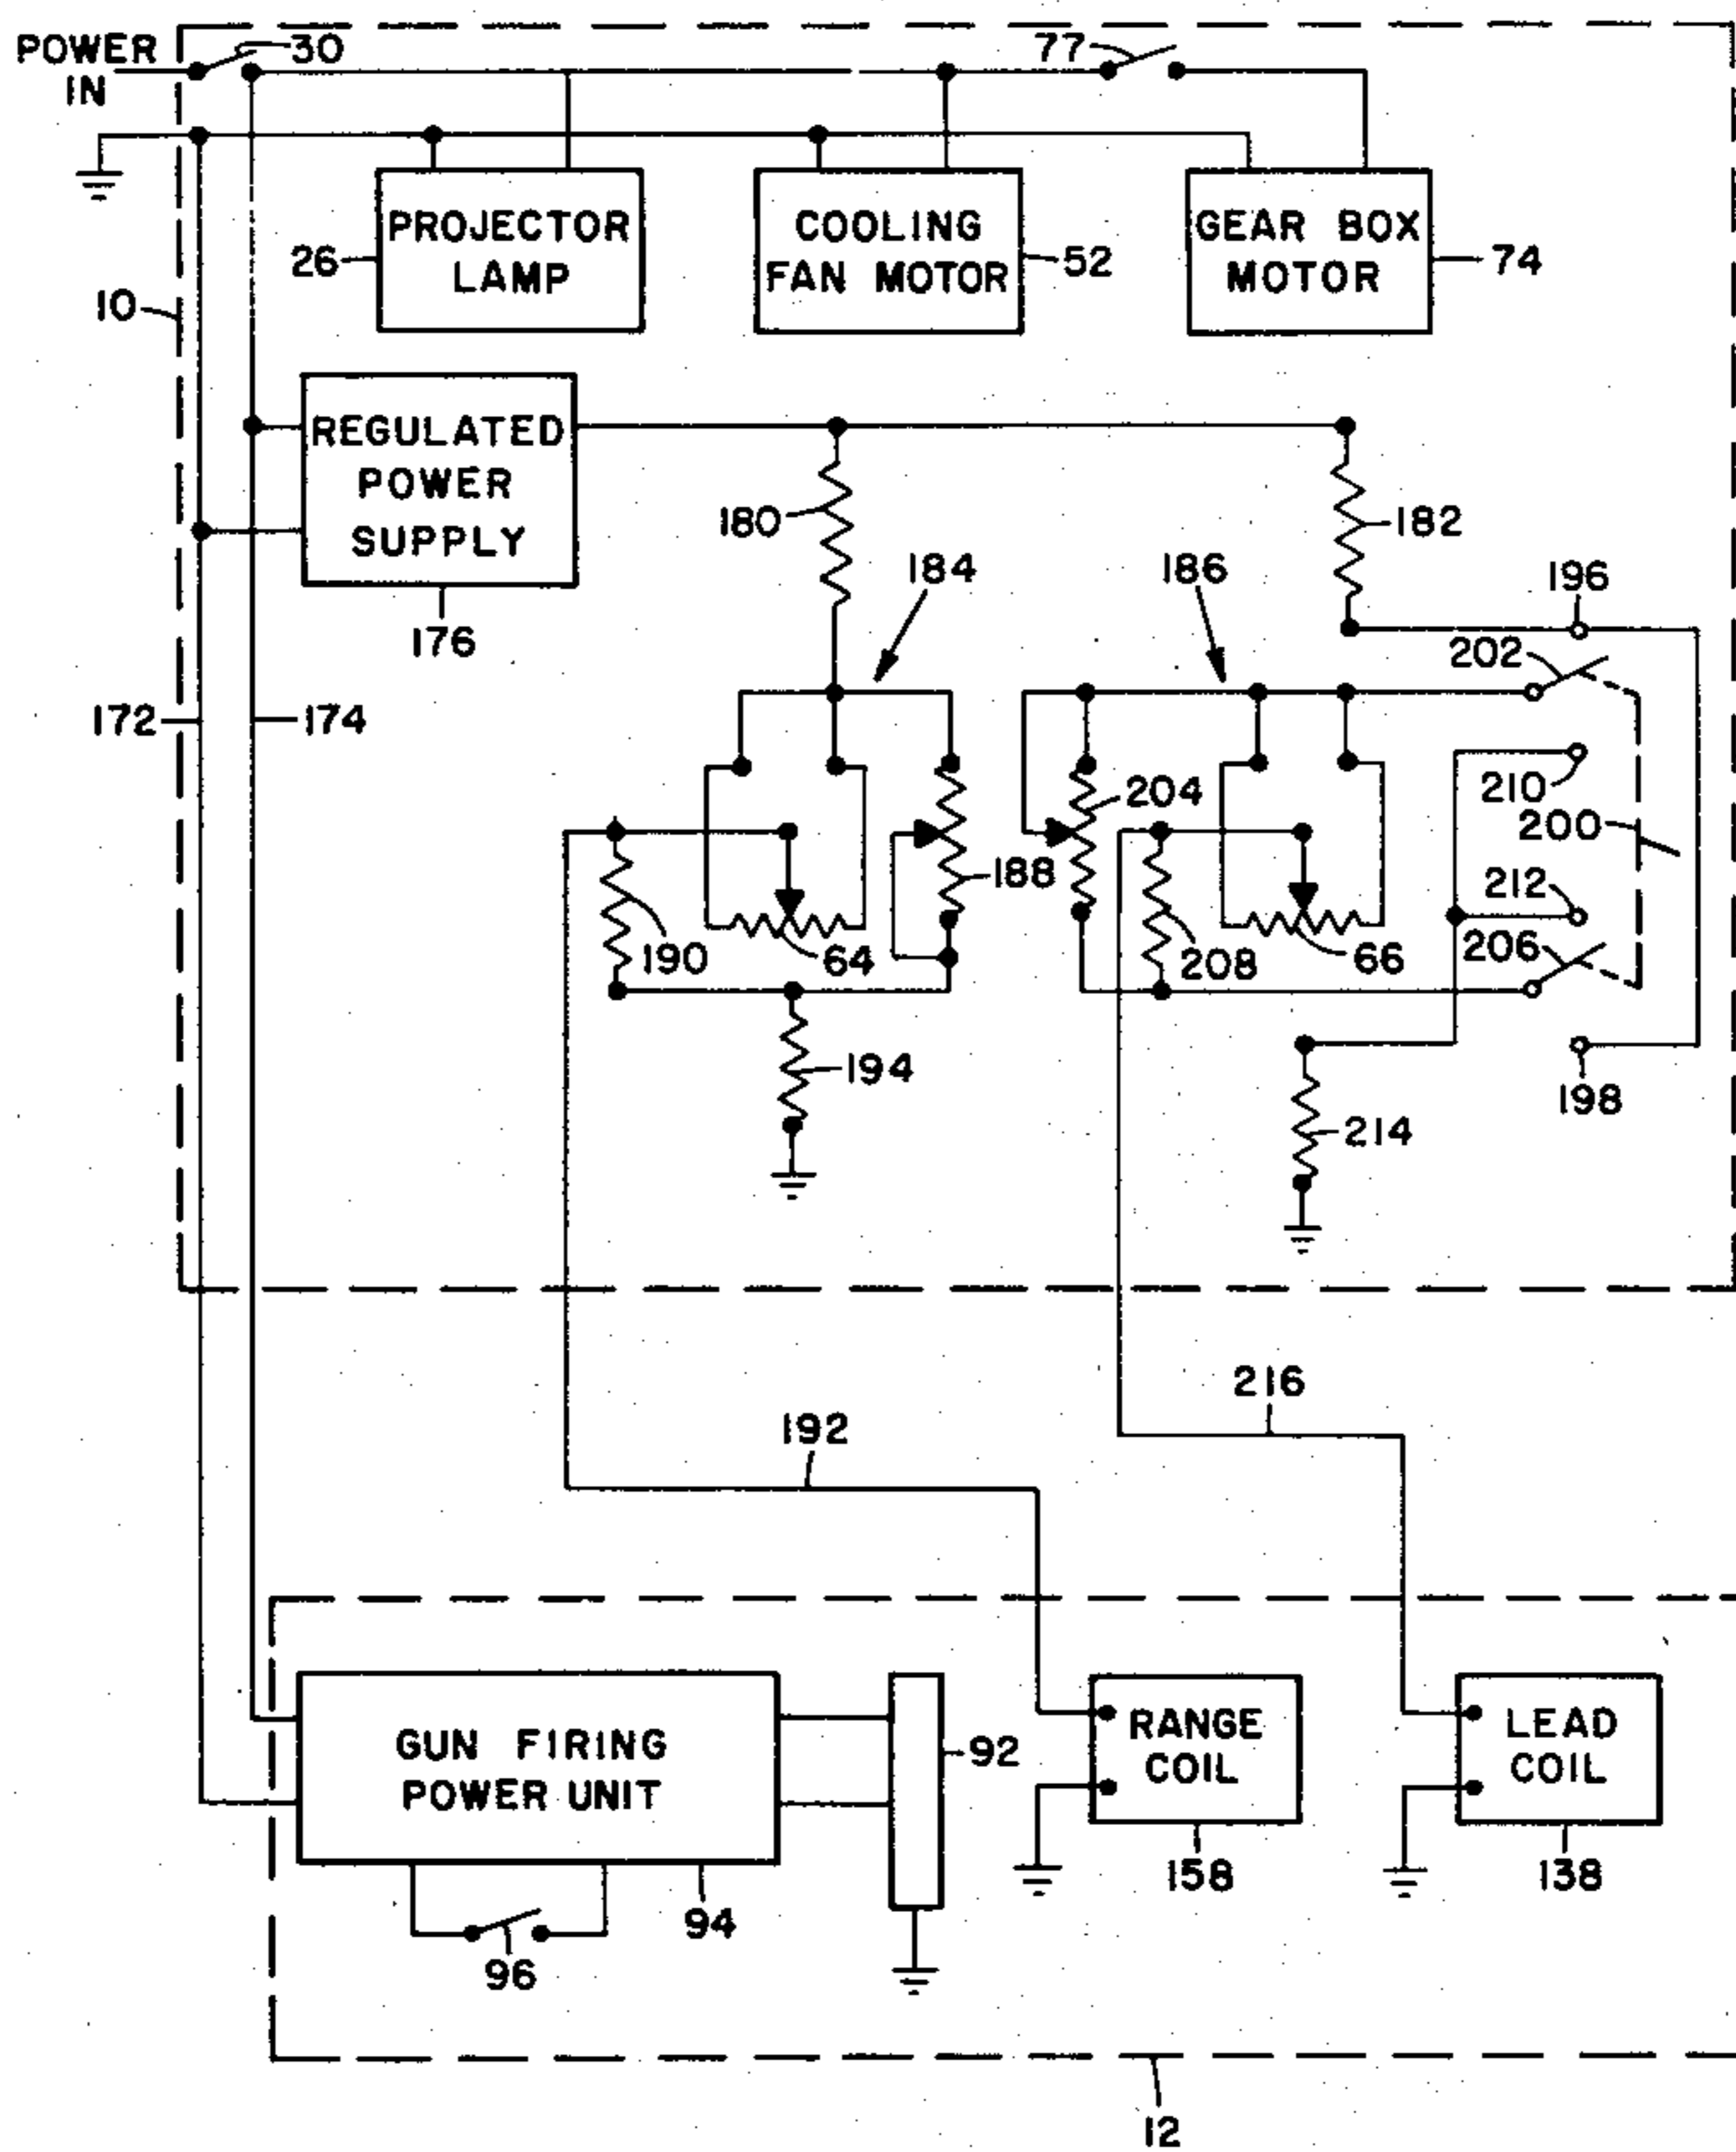 POWER
IN
30
77
PROJECTOR
LAMP
26
COOLING
FAN MOTOR
52
GEAR BOX
MOTOR
74
10
REGULATED
POWER
SUPPLY
176
180
182
184
186
196
202
172
174
210
200
204
188
212
206
190
64
208
66
194
198
214
216
192
GUN FIRING
POWER UNIT
92
RANGE
COIL
LEAD
COIL
158
138
94
96
12